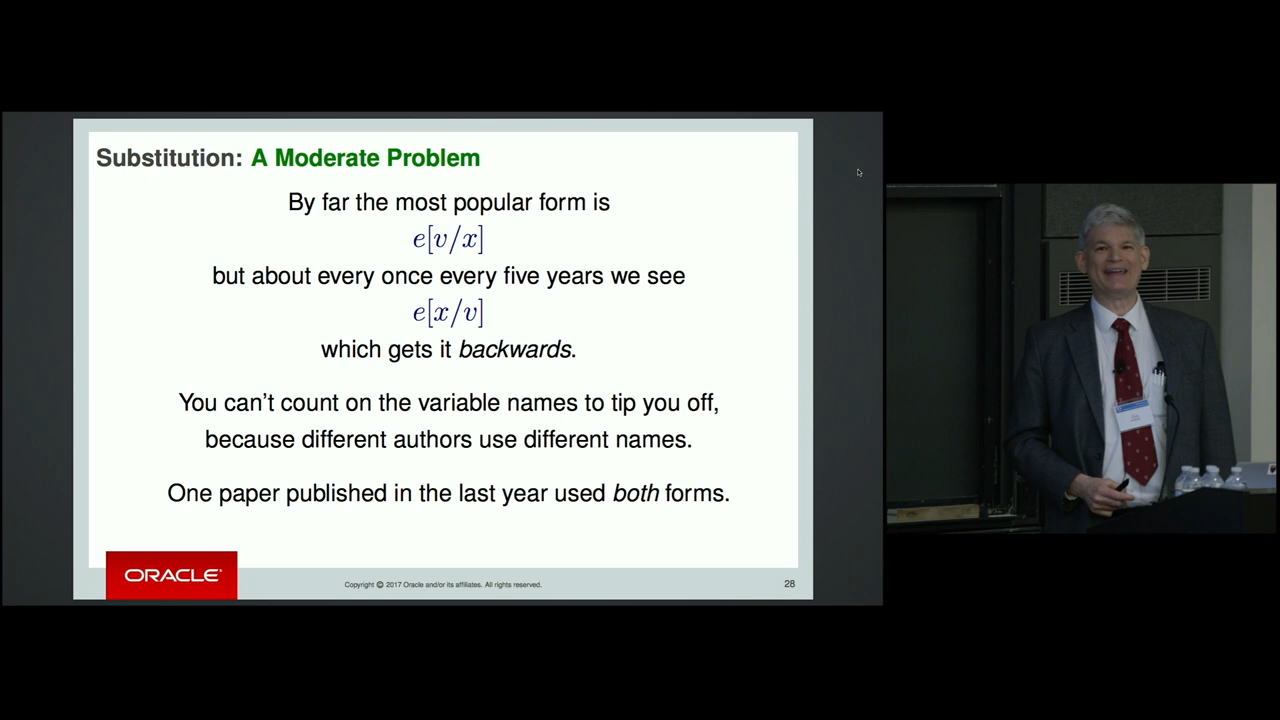 Substitution: A Moderate Problem
By far the most popular form is
e[v/x]
but about every once every five years we see
e[x/v]
which gets it backwards.
You can't count on the variable names to tip you off,
because different authors use different names.
One paper published in the last year used both forms.
ORACLE
Copyright © 2017 Oracle and/or its affiliates. All rights reserved.
28